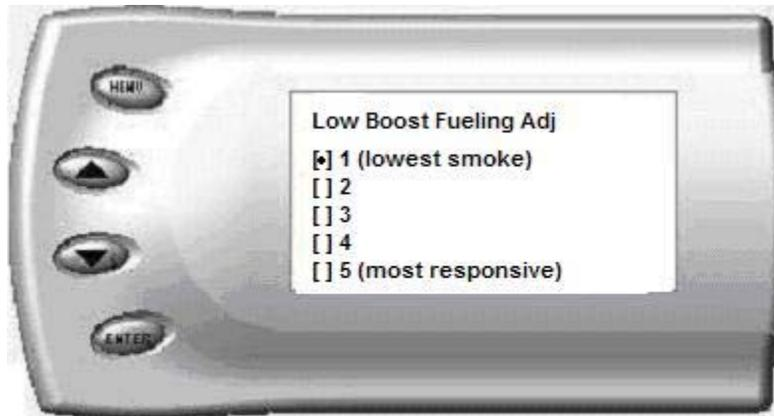 MENU
Low Boost Fueling Adj
[•] 1 (lowest smoke)
[ ] 2
[ ] 3
[ ] 4
[ ] 5 (most responsive)
ENTER